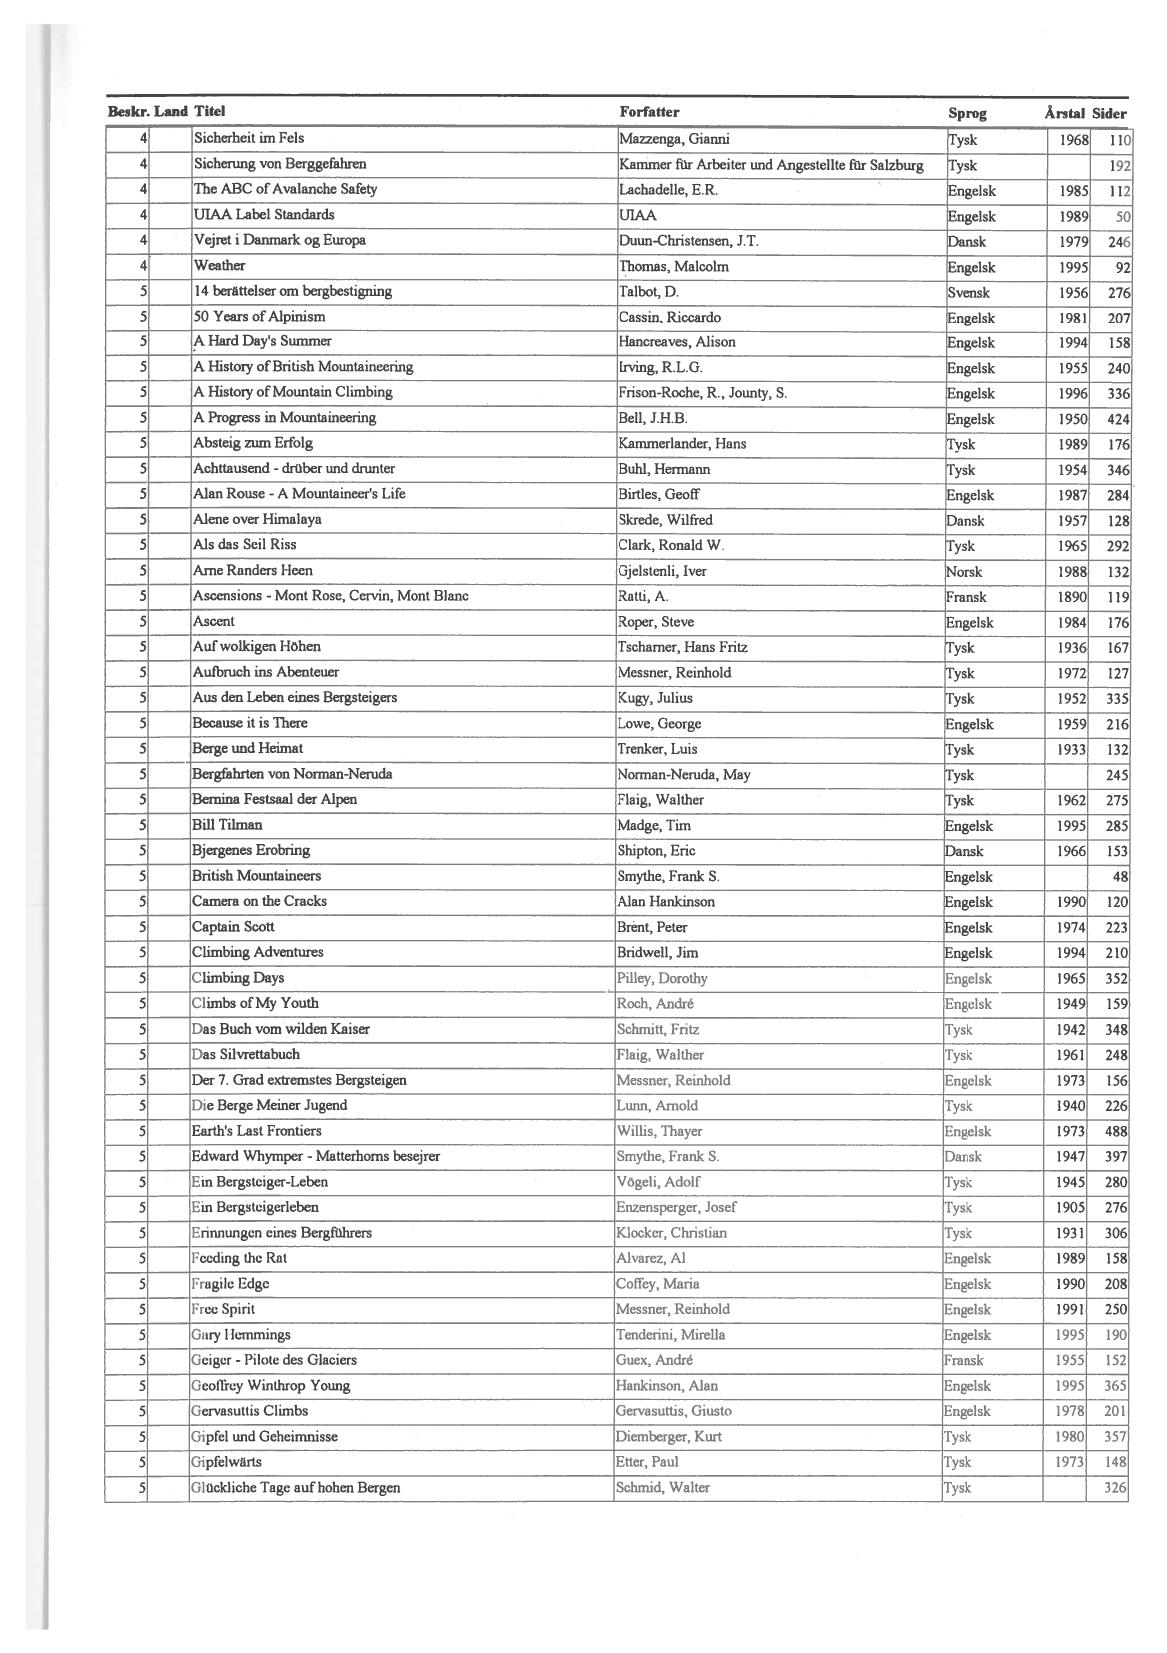 Beskr. Land Titel Forfatter Sprog Årstal Sider
4 Sicherheit im Fels Mazzenga, Gianni Tysk 1968 110
4 Sicherung von Berggefahren Kammer für Arbeiter und Angestellte für Salzburg Tysk 192
4 The ABC of Avalanche Safety Lachadelle, E.R. Engelsk 1985 112
4 UIAA Label Standards UIAA Engelsk 1989 50
4 Vejret i Danmark og Europa Duun-Christensen, J.T. Dansk 1979 246
4 Weather Thomas, Malcolm Engelsk 1995 92
5 14 berättelser om bergbestigning Talbot, D. Svensk 1956 276
5 50 Years of Alpinism Cassin, Riccardo Engelsk 1981 207
5 A Hard Day's Summer Hancreaves, Alison Engelsk 1994 158
5 A History of British Mountaineering Irving, R.L.G. Engelsk 1955 240
5 A History of Mountain Climbing Frison-Roche, R., Jounty, S. Engelsk 1996 336
5 A Progress in Mountaineering Bell, J.H.B. Engelsk 1950 424
5 Absteig zum Erfolg Kammerlander, Hans Tysk 1989 176
5 Achttausend - drüber und drunter Buhl, Hermann Tysk 1954 346
5 Alan Rouse - A Mountaineer's Life Birtles, Geoff Engelsk 1987 284
5 Alene over Himalaya Skrede, Wilfred Dansk 1957 128
5 Als das Seil Riss Clark, Ronald W. Tysk 1965 292
5 Arne Randers Heen Gjelstenli, Iver Norsk 1988 132
5 Ascensions - Mont Rose, Cervin, Mont Blanc Ratti, A. Fransk 1890 119
5 Ascent Roper, Steve Engelsk 1984 176
5 Auf wolkigen Höhen Tscharner, Hans Fritz Tysk 1936 167
5 Aufbruch ins Abenteuer Messner, Reinhold Tysk 1972 127
5 Aus den Leben eines Bergsteigers Kugy, Julius Tysk 1952 335
5 Because it is There Lowe, George Engelsk 1959 216
5 Berge und Heimat Trenker, Luis Tysk 1933 132
5 Bergfahrten von Norman-Neruda Norman-Neruda, May Tysk 245
5 Bernina Festsaal der Alpen Flaig, Walther Tysk 1962 275
5 Bill Tilman Madge, Tim Engelsk 1995 285
5 Bjergenes Erobring Shipton, Eric Dansk 1966 153
5 British Mountaineers Smythe, Frank S. Engelsk 48
5 Camera on the Cracks Alan Hankinson Engelsk 1990 120
5 Captain Scott Brent, Peter Engelsk 1974 223
5 Climbing Adventures Bridwell, Jim Engelsk 1994 210
5 Climbing Days Pilley, Dorothy Engelsk 1965 352
5 Climbs of My Youth Roch, André Engelsk 1949 159
5 Das Buch vom wilden Kaiser Schmitt, Fritz Tysk 1942 348
5 Das Silvrettabuch Flaig, Walther Tysk 1961 248
5 Der 7. Grad extremstes Bergsteigen Messner, Reinhold Engelsk 1973 156
5 Die Berge Meiner Jugend Lunn, Arnold Tysk 1940 226
5 Earth's Last Frontiers Willis, Thayer Engelsk 1973 488
5 Edward Whymper - Matterhorns besejrer Smythe, Frank S. Dansk 1947 397
5 Ein Bergsteiger-Leben Vögeli, Adolf Tysk 1945 280
5 Ein Bergsteigerleben Enzensperger, Josef Tysk 1905 276
5 Erinnungen eines Bergführers Klocker, Christian Tysk 1931 306
5 Feeding the Rat Alvarez, Al Engelsk 1989 158
5 Fragile Edge Coffey, Maria Engelsk 1990 208
5 Free Spirit Messner, Reinhold Engelsk 1991 250
5 Gary Hemmings Tenderini, Mirella Engelsk 1995 190
5 Geiger - Pilote des Glaciers Guex, André Fransk 1955 152
5 Geoffrey Winthrop Young Hankinson, Alan Engelsk 1995 365
5 Gervasuttis Climbs Gervasuttis, Giusto Engelsk 1978 201
5 Gipfel und Geheimnisse Diemberger, Kurt Tysk 1980 357
5 Gipfelwärts Etter, Paul Tysk 1973 148
5 Glückliche Tage auf hohen Bergen Schmid, Walter Tysk 326